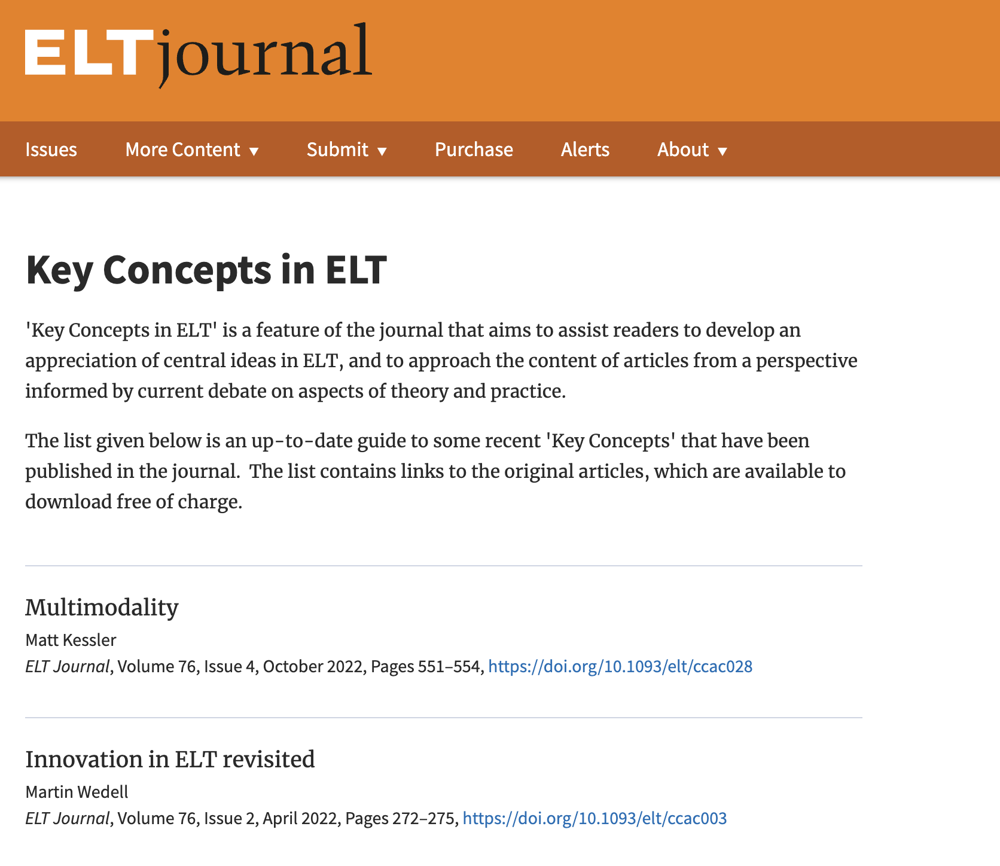 ELTjournal
Issues More Content ▼ Submit ▼ Purchase Alerts About ▼
Key Concepts in ELT
'Key Concepts in ELT' is a feature of the journal that aims to assist readers to develop an
appreciation of central ideas in ELT, and to approach the content of articles from a perspective
informed by current debate on aspects of theory and practice.
The list given below is an up-to-date guide to some recent 'Key Concepts' that have been
published in the journal.  The list contains links to the original articles, which are available to
download free of charge.
Multimodality
Matt Kessler
ELT Journal, Volume 76, Issue 4, October 2022, Pages 551–554, https://doi.org/10.1093/elt/ccac028
Innovation in ELT revisited
Martin Wedell
ELT Journal, Volume 76, Issue 2, April 2022, Pages 272–275, https://doi.org/10.1093/elt/ccac003